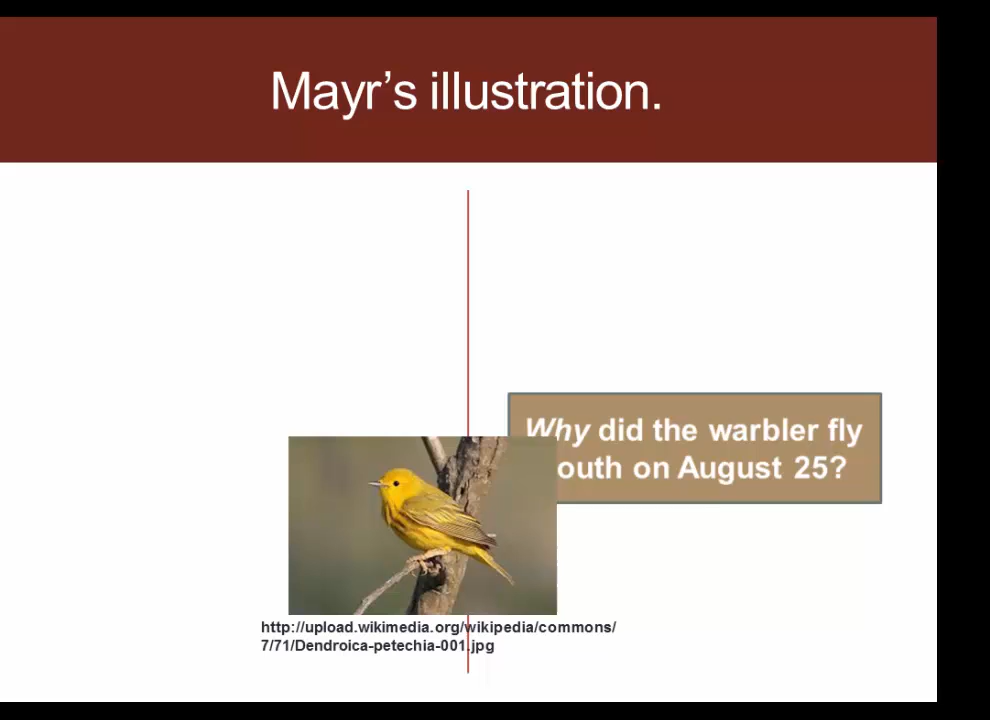 Mayr’s illustration.
Why did the warbler fly
outh on August 25?
http://upload.wikimedia.org/wikipedia/commons/
7/71/Dendroica-petechia-001.jpg